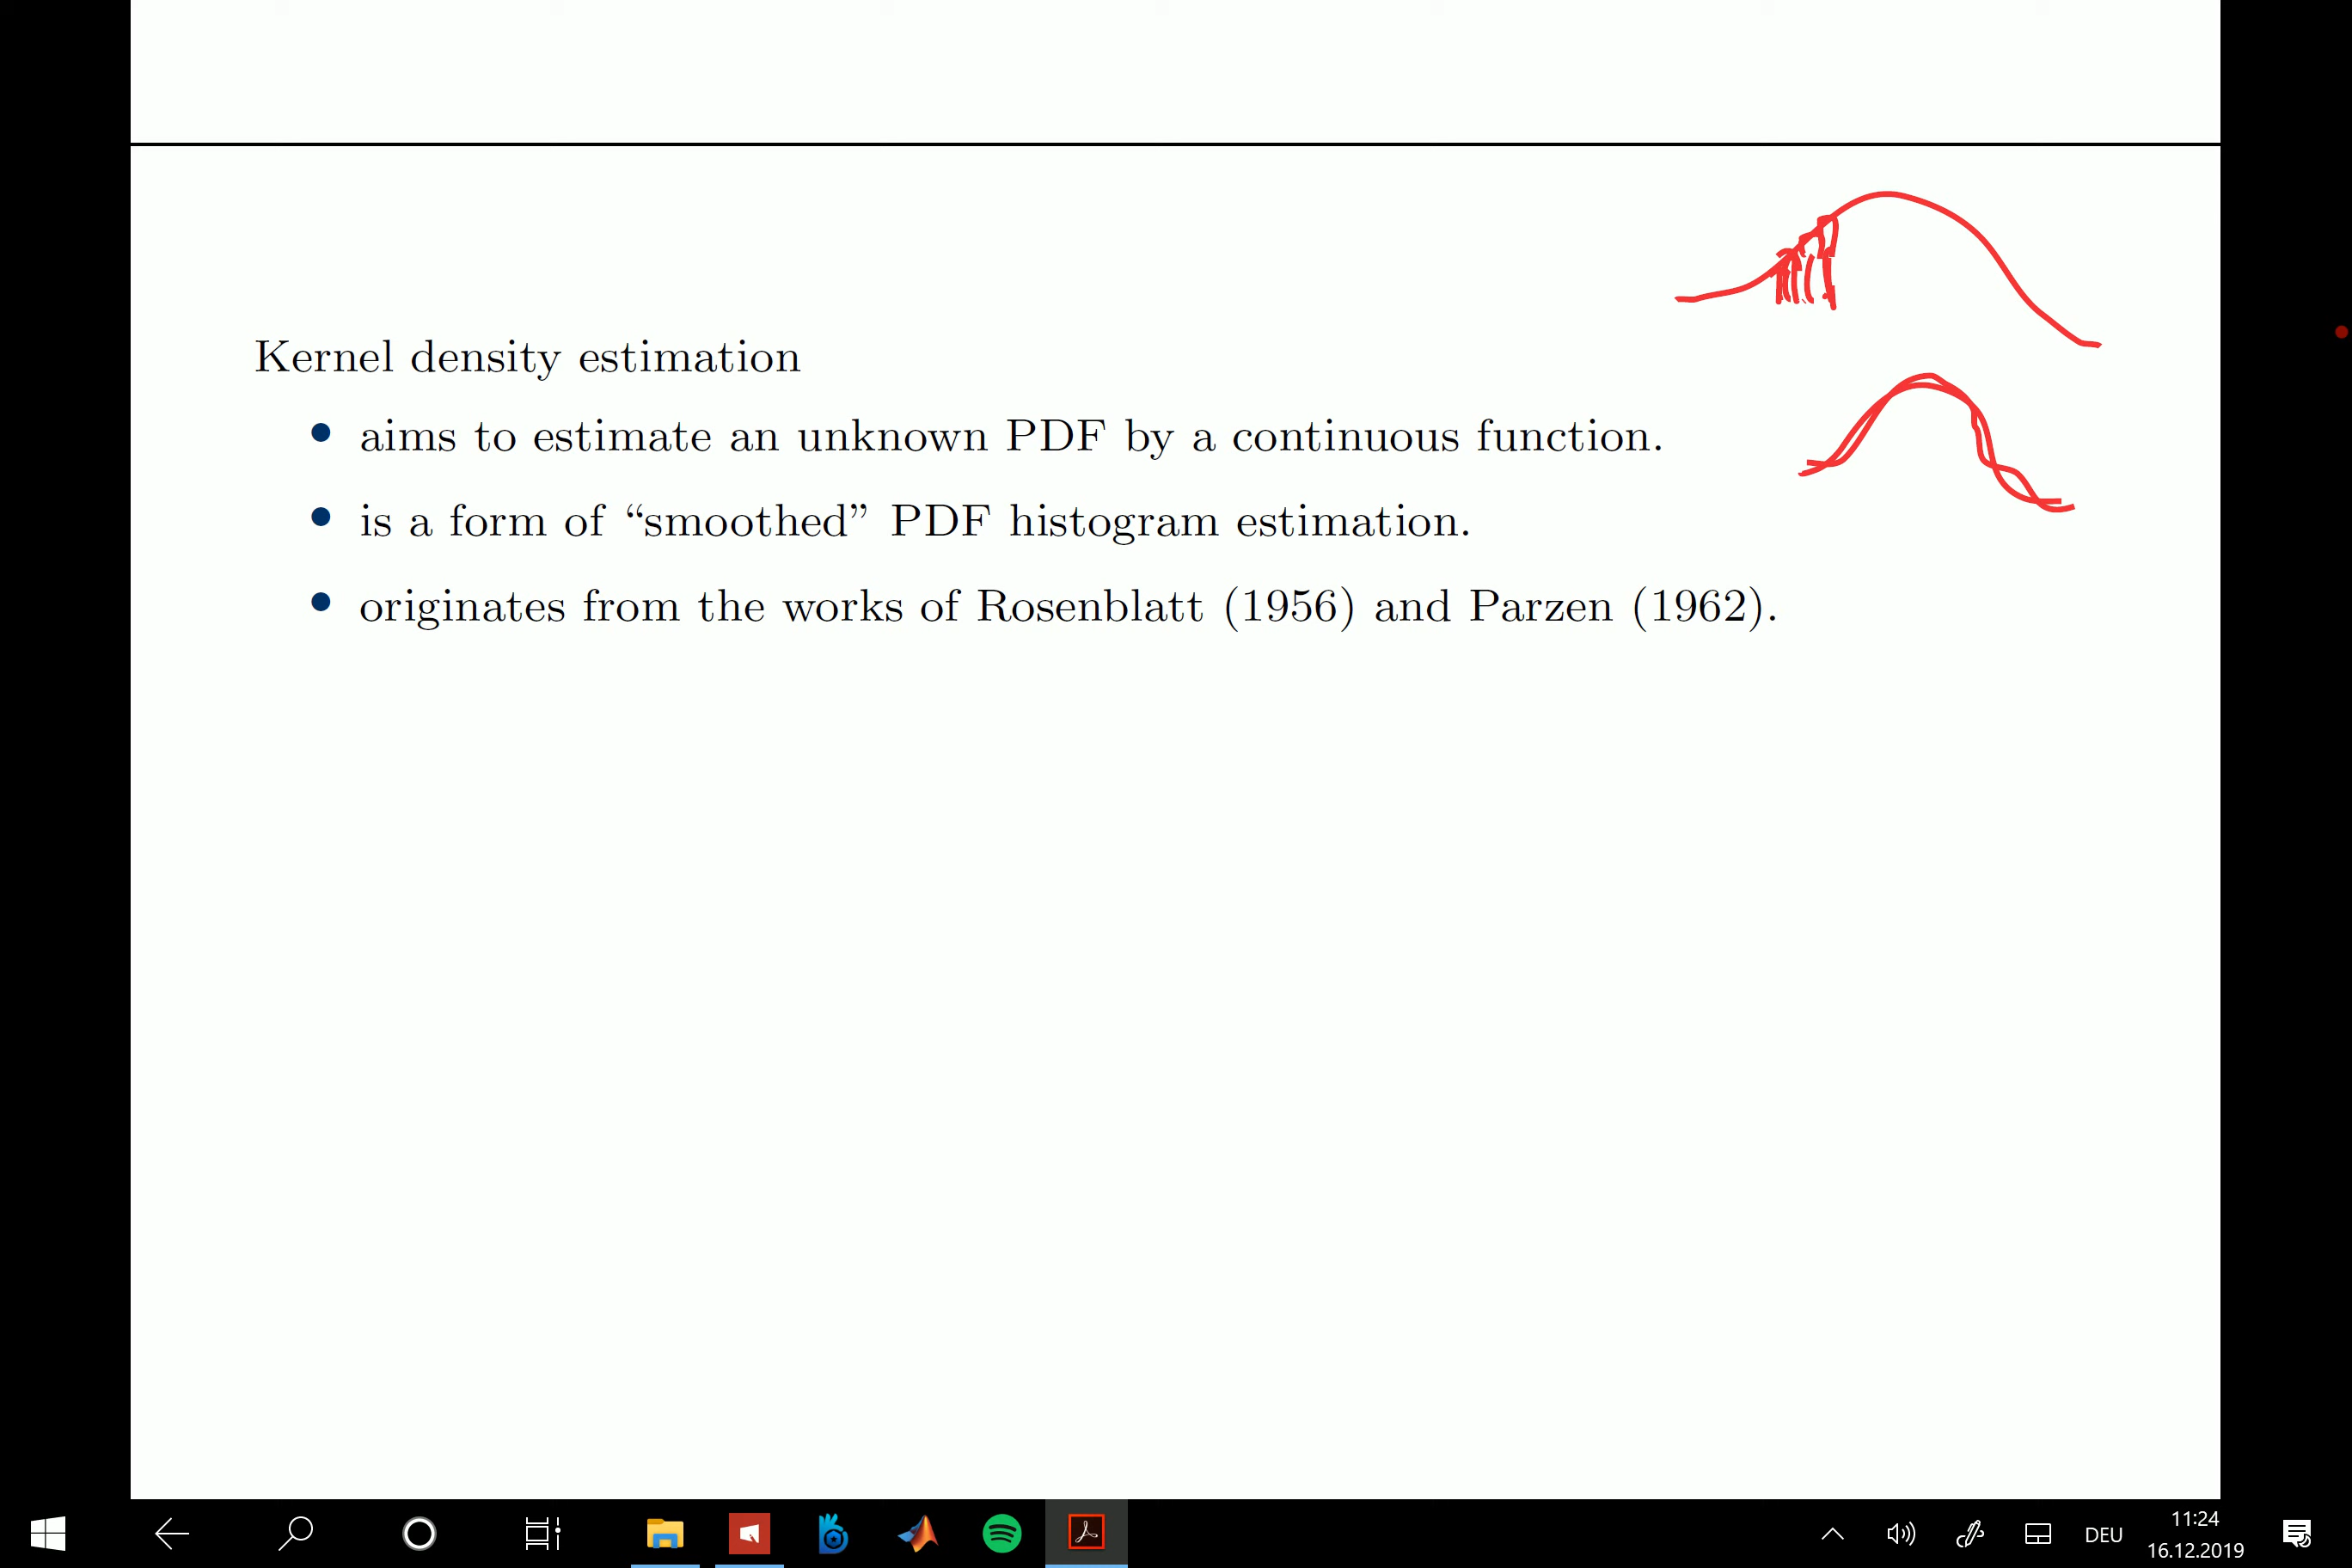 Kernel density estimation
• aims to estimate an unknown PDF by a continuous function.
• is a form of “smoothed” PDF histogram estimation.
• originates from the works of Rosenblatt (1956) and Parzen (1962).
DEU
11:24
16.12.2019